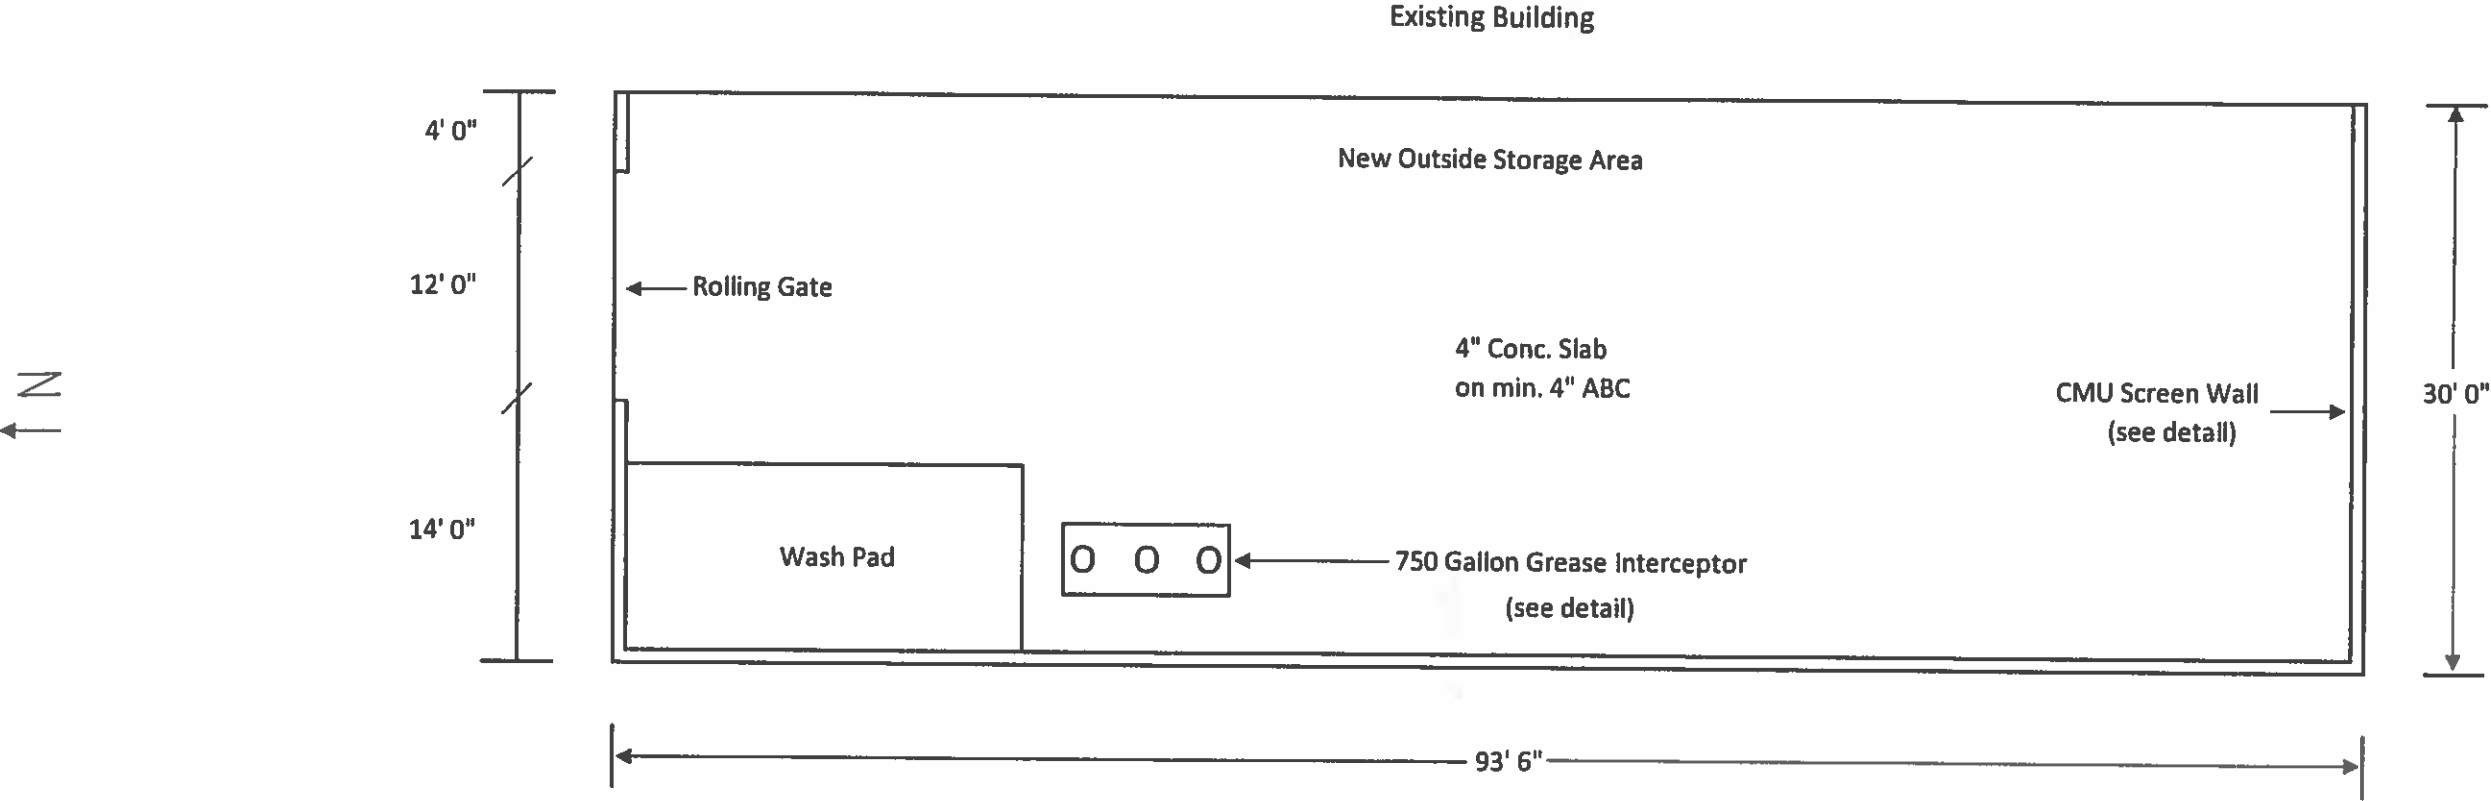 Existing Building
4' 0"
New Outside Storage Area
12' 0"
Rolling Gate
4" Conc. Slab
on min. 4" ABC
N
CMU Screen Wall
(see detail)
30' 0"
14' 0"
Wash Pad
O O O
750 Gallon Grease Interceptor
(see detail)
93' 6"